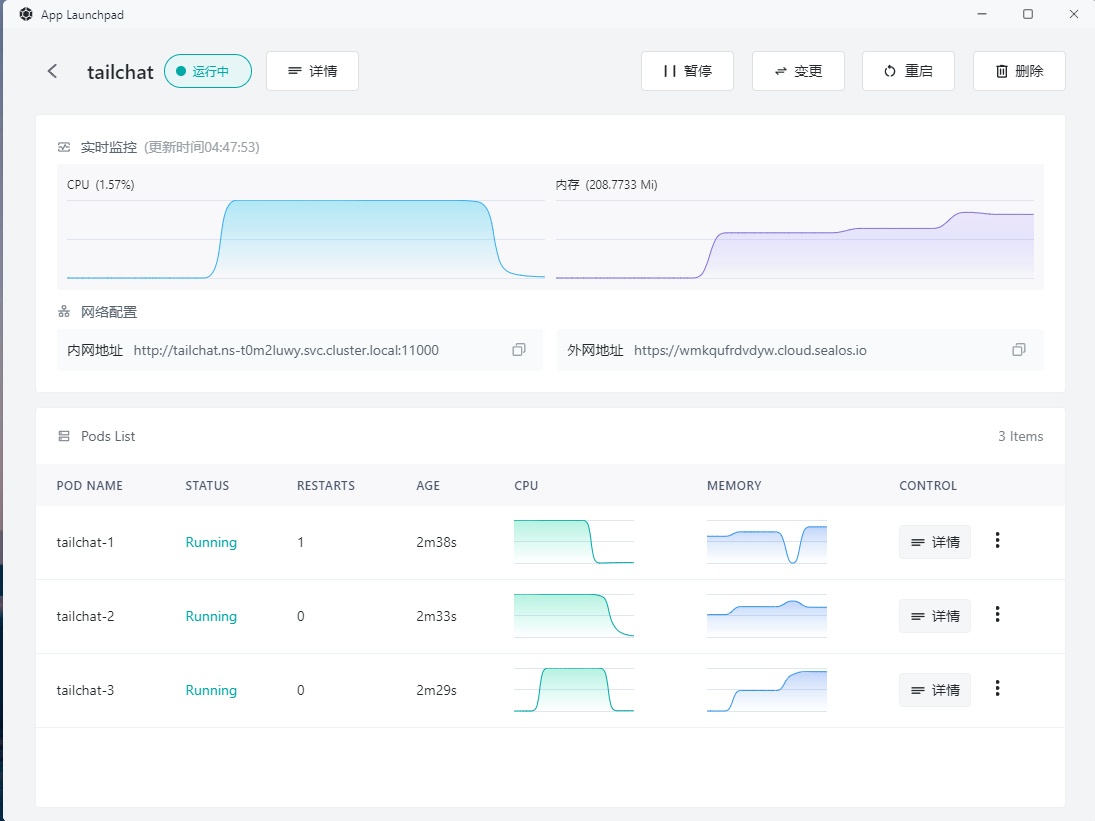 App Launchpad
tailchat 运行中 详情 暂停 变更 重启 删除
实时监控 (更新时间04:47:53)
CPU (1.57%) 内存 (208.7733 Mi)
网络配置
内网地址 http://tailchat.ns-t0m2luwy.svc.cluster.local:11000 外网地址 https://wmkqufrdvdyw.cloud.sealos.io
Pods List 3 Items
POD NAME STATUS RESTARTS AGE CPU MEMORY CONTROL
tailchat-1 Running 1 2m38s 详情
tailchat-2 Running 0 2m33s 详情
tailchat-3 Running 0 2m29s 详情